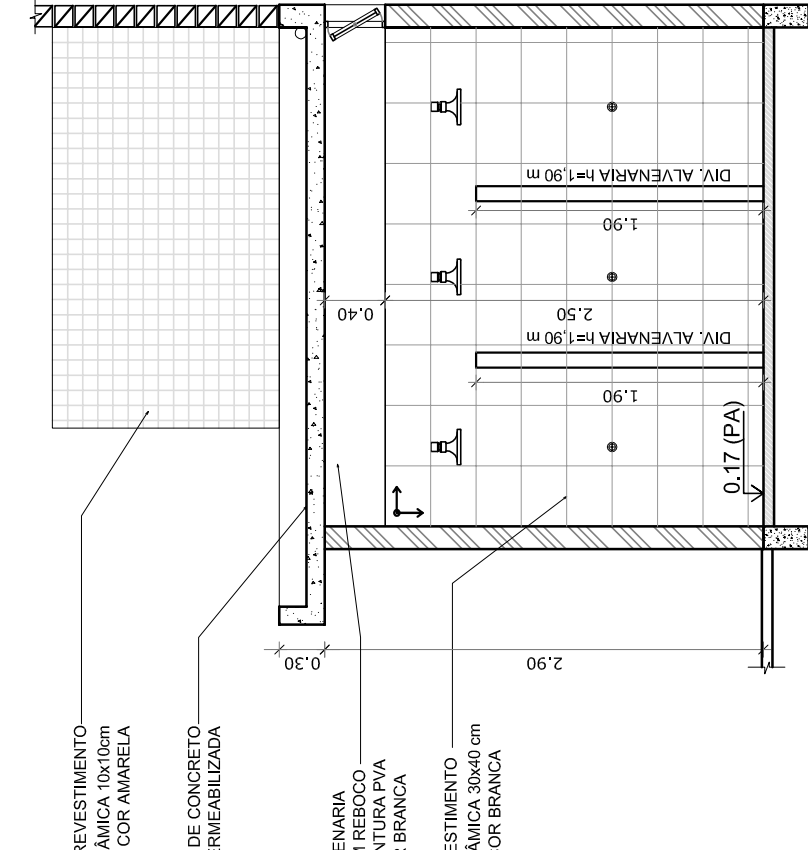 DIV. ALVENARIA h=1,90 m
1.90
0.40
2.50
DIV. ALVENARIA h=1,90 m
1.90
0.17 (PA)
0.30
2.90
REVESTIMENTO
ÂMICA 10x10cm
COR AMARELA
DE CONCRETO
ERMEABILIZADA
ENARIA
M REBOCO
NTURA PVA
R BRANCA
ESTIMENTO
ÂMICA 30x40 cm
OR BRANCA